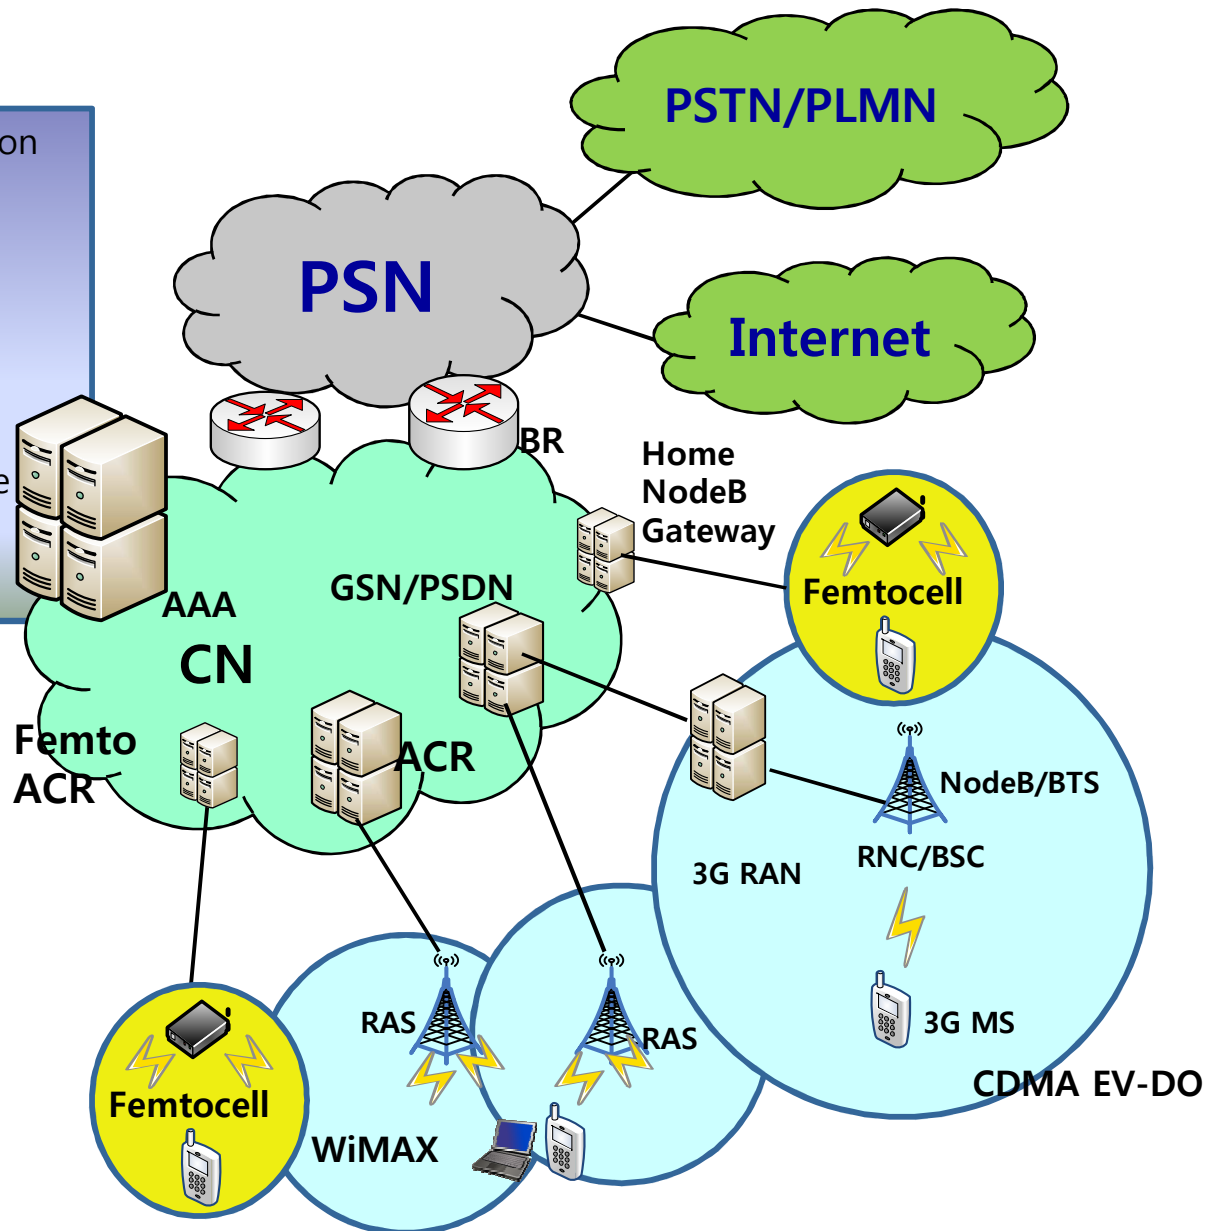 PSTN/PLMN
on
PSN
Internet
BR
Home
NodeB
Gateway
e
GSN/PSDN
Femtocell
AAA
CN
Femto
ACR
ACR
NodeB/BTS
RNC/BSC
3G RAN
RAS
RAS
3G MS
CDMA EV-DO
Femtocell
WiMAX